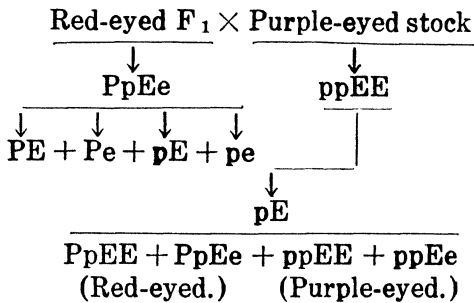 Red-eyed F₁ × Purple-eyed stock
PpEe ppEE
PE + Pe + pE + pe
pE
PpEE + PpEe + ppEE + ppEe
(Red-eyed.) (Purple-eyed.)